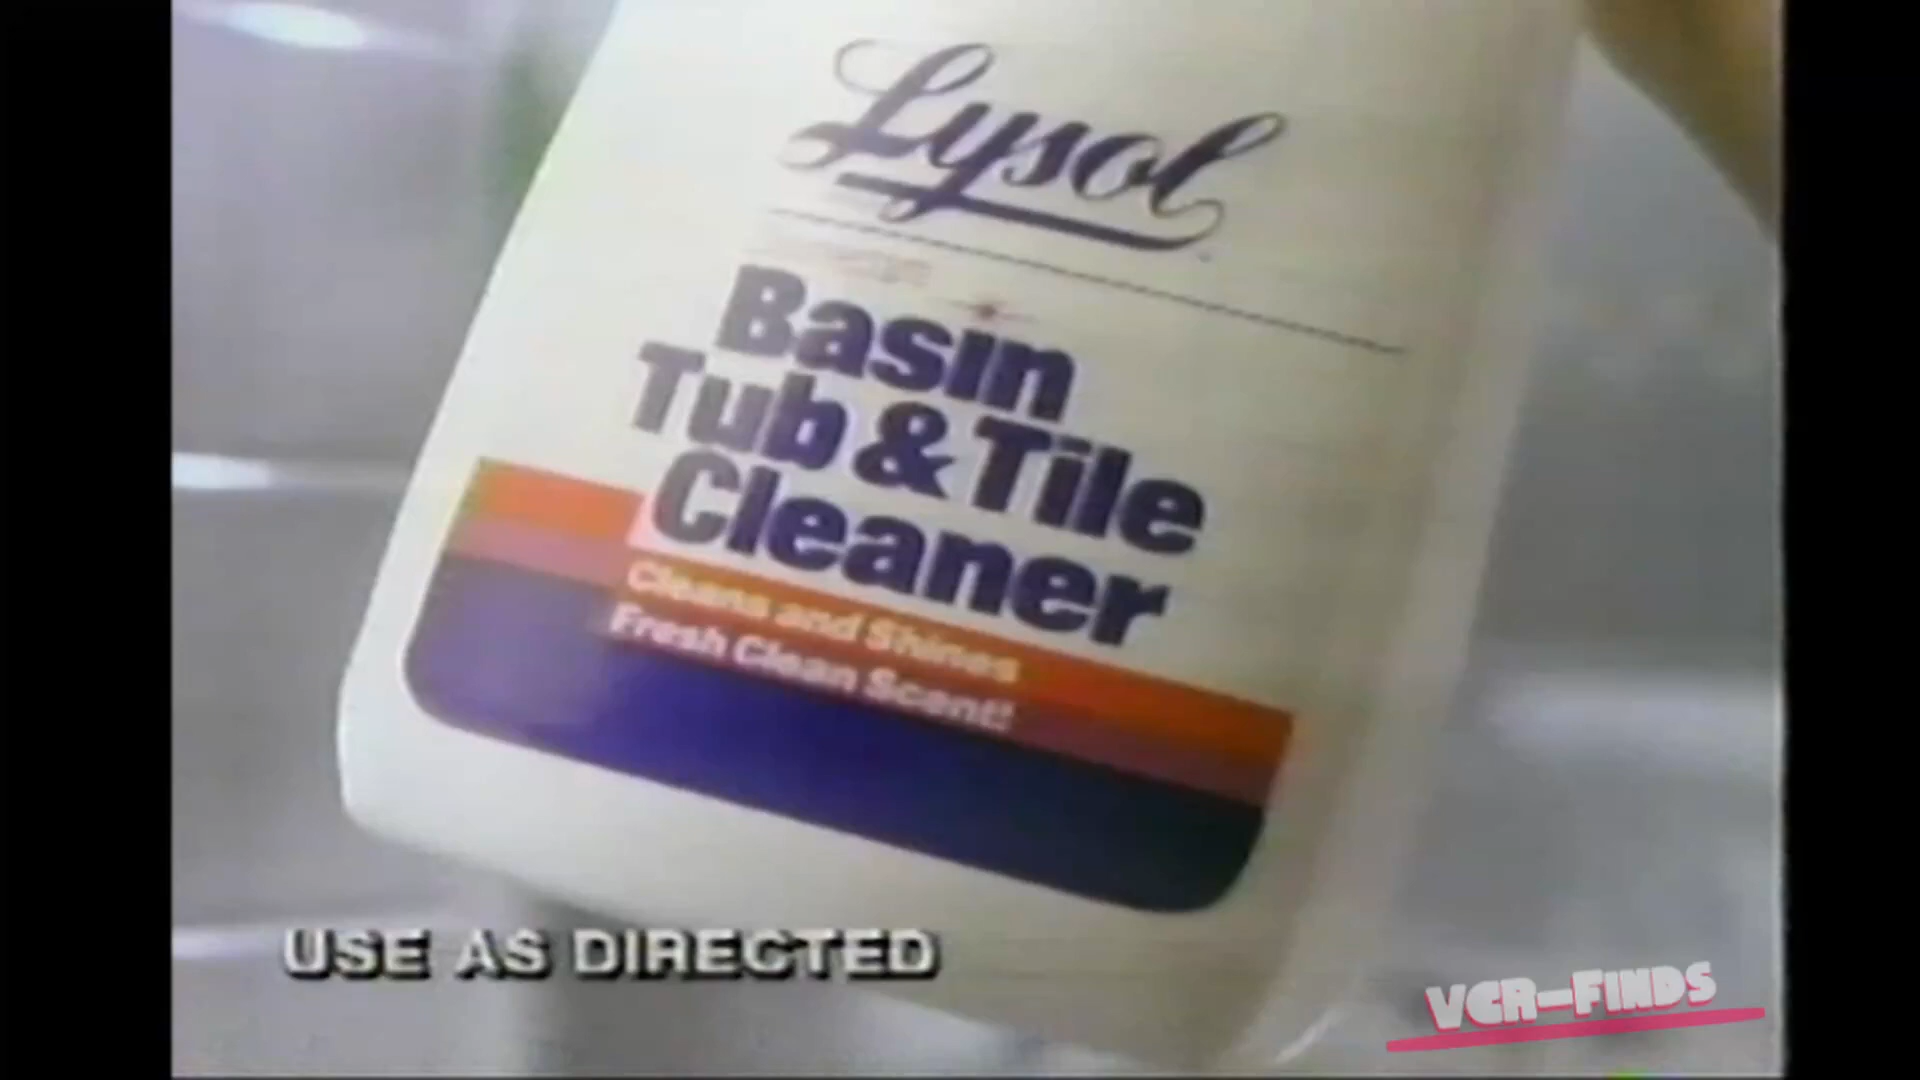 Lysol
Basin
Tub & Tile
Cleaner
Cleans and Shines
Fresh Clean Scent!
USE AS DIRECTED
VCR-FINDS